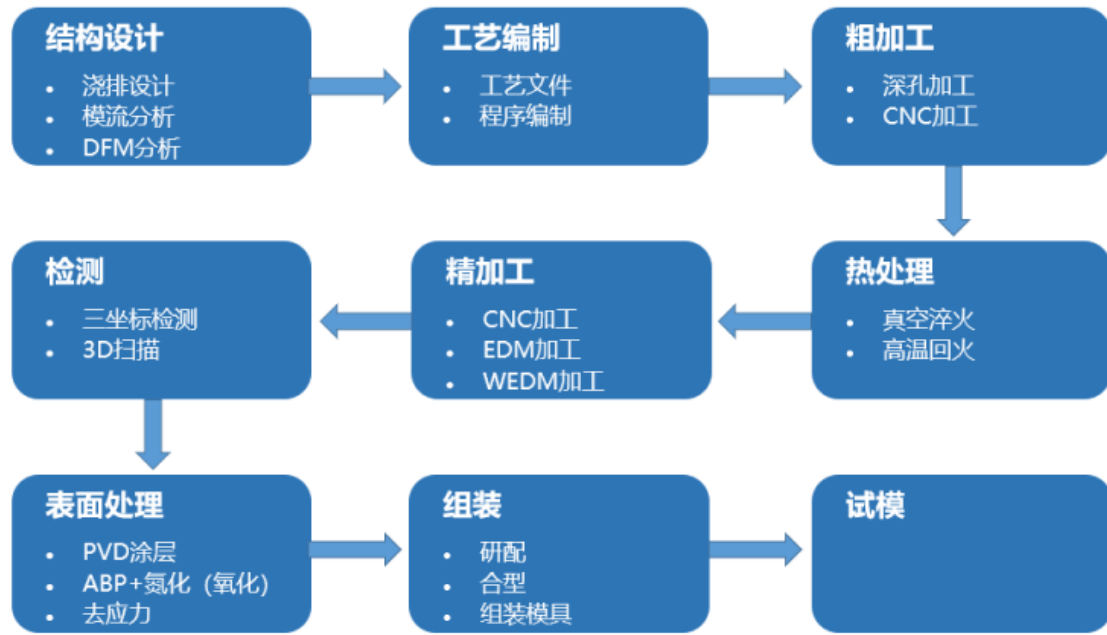 结构设计
• 浇排设计
• 模流分析
• DFM分析
工艺编制
• 工艺文件
• 程序编制
粗加工
• 深孔加工
• CNC加工
热处理
• 真空淬火
• 高温回火
精加工
• CNC加工
• EDM加工
• WEDM加工
检测
• 三坐标检测
• 3D扫描
表面处理
• PVD涂层
• ABP+氮化（氧化）
• 去应力
组装
• 研配
• 合型
• 组装模具
试模